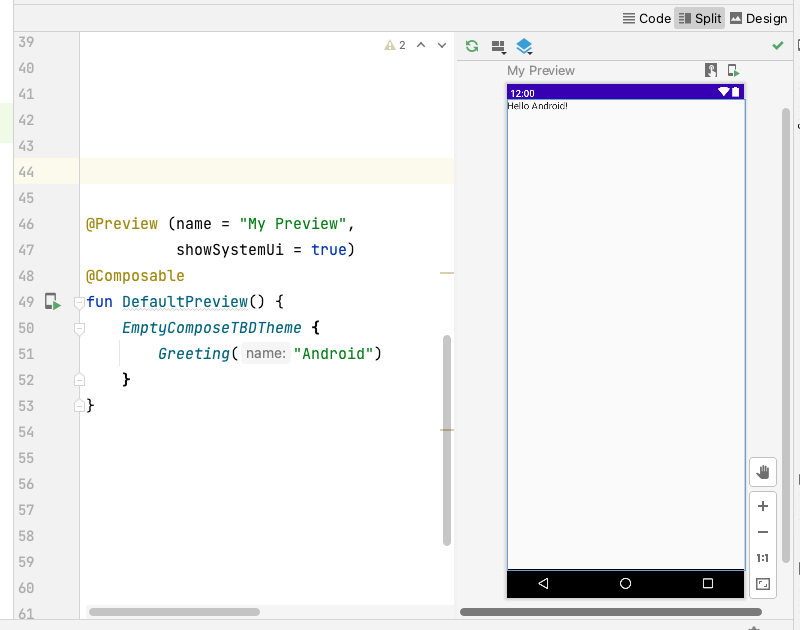 Code Split Design
39
2
40
My Preview
41
12:00
Hello Android!
42
43
44
45
46 @Preview (name = "My Preview",
47 showSystemUi = true)
48 @Composable
49 fun DefaultPreview() {
50 EmptyComposeTBDTheme {
51 Greeting( name: "Android")
52 }
53 }
54
55
56
57
58
59
60
61
1:1